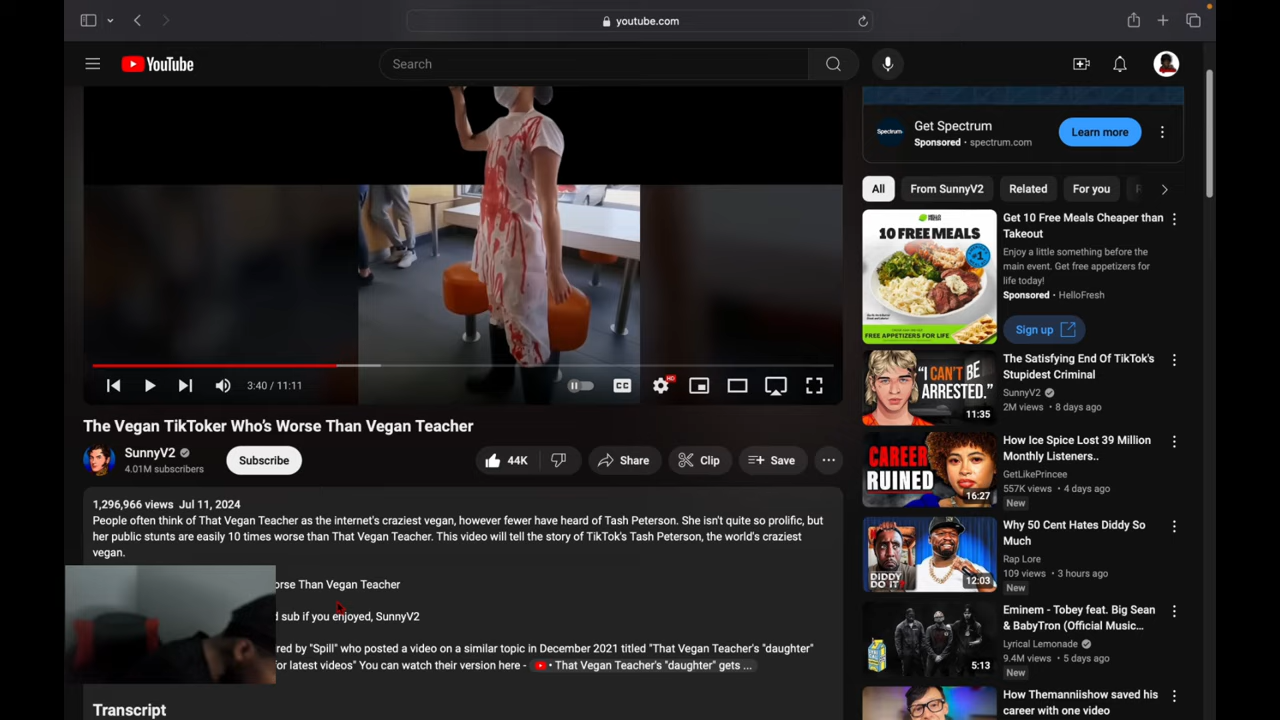 youtube.com
YouTube
Search
Get Spectrum
Sponsored · spectrum.com
Learn more
Spectrum
All
From SunnyV2
Related
For you
HELLO FRESH
10 FREE MEALS
FREE APPETIZERS FOR LIFE
Get 10 Free Meals Cheaper than
Takeout
Enjoy a little something before the
main event. Get free appetizers for
life today!
Sponsored · HelloFresh
Sign up
3:40 / 11:11
CC
HD
"I CAN'T BE
ARRESTED."
11:35
The Satisfying End Of TikTok's
Stupidest Criminal
SunnyV2
2M views · 8 days ago
The Vegan TikToker Who's Worse Than Vegan Teacher
SunnyV2
4.01M subscribers
Subscribe
44K
Share
Clip
Save
CAREER
RUINED
16:27
How Ice Spice Lost 39 Million
Monthly Listeners..
GetLikePrincee
557K views · 4 days ago
New
1,296,966 views Jul 11, 2024
People often think of That Vegan Teacher as the internet's craziest vegan, however fewer have heard of Tash Peterson. She isn't quite so prolific, but
her public stunts are easily 10 times worse than That Vegan Teacher. This video will tell the story of TikTok's Tash Peterson, the world's craziest
vegan.
orse Than Vegan Teacher
d sub if you enjoyed, SunnyV2
red by "Spill" who posted a video on a similar topic in December 2021 titled "That Vegan Teacher's "daughter"
for latest videos" You can watch their version here - That Vegan Teacher's "daughter" gets ...
Transcript
DIDDY
DO IT
12:03
Why 50 Cent Hates Diddy So
Much
Rap Lore
109 views · 3 hours ago
New
5:13
Eminem - Tobey feat. Big Sean
& BabyTron (Official Music...
Lyrical Lemonade
9.4M views · 5 days ago
New
How Themanniishow saved his
career with one video